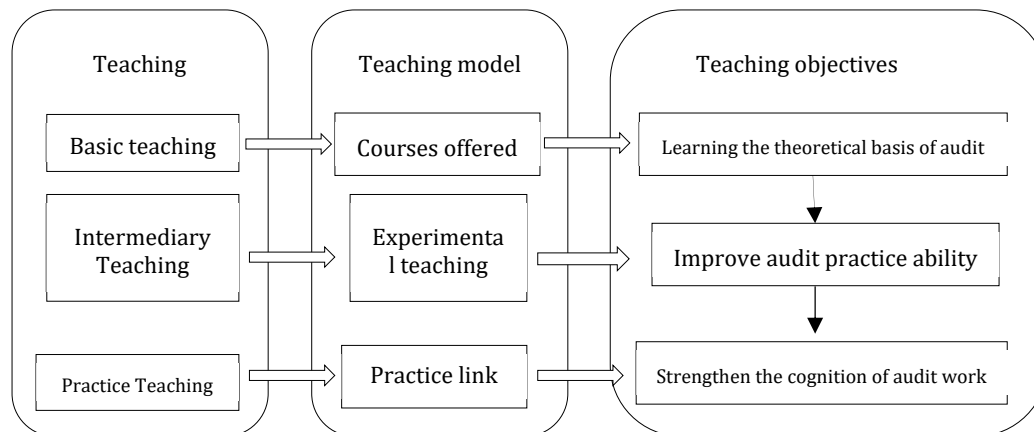 Teaching
Teaching model
Teaching objectives
Basic teaching
Courses offered
Learning the theoretical basis of audit
Intermediary
Teaching
Experimenta
l teaching
Improve audit practice ability
Practice Teaching
Practice link
Strengthen the cognition of audit work